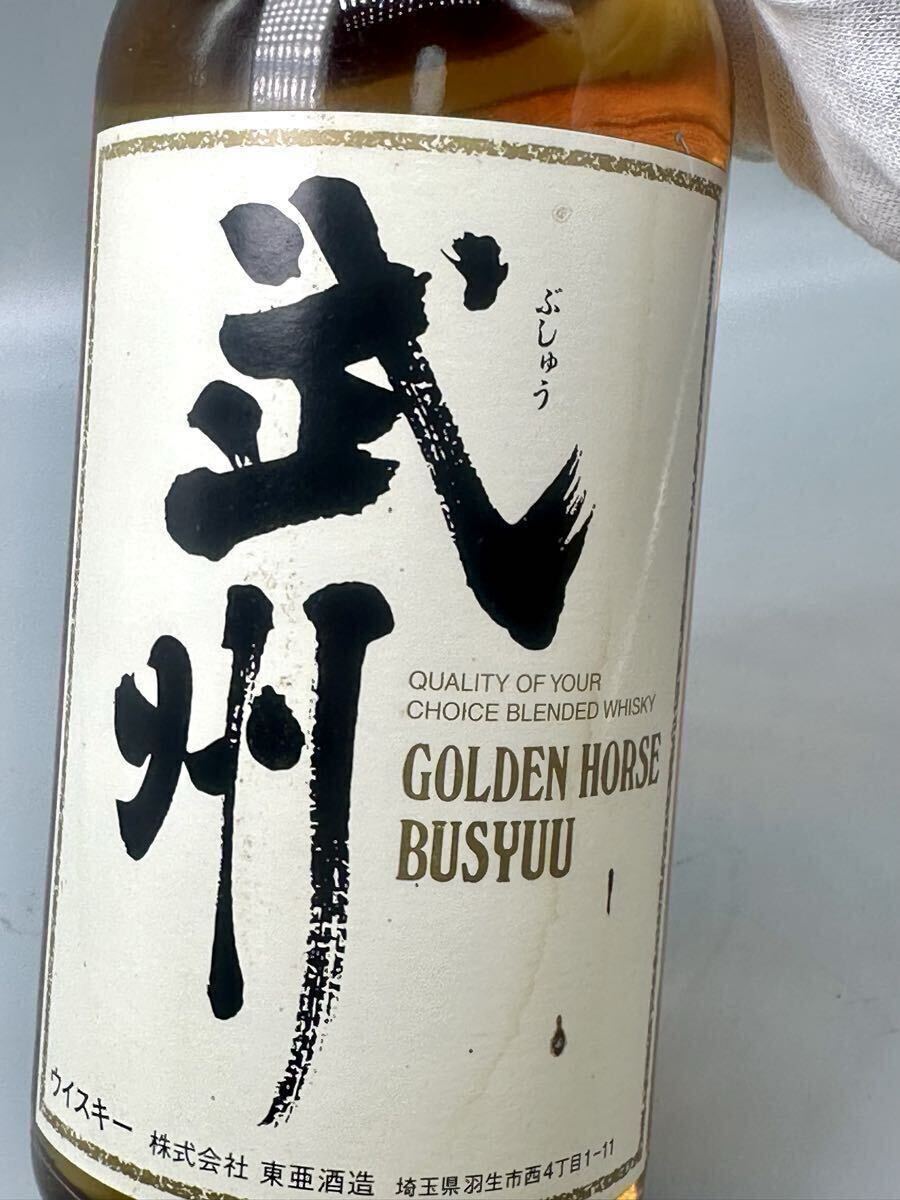 武州
ぶしゅう
QUALITY OF YOUR
CHOICE BLENDED WHISKY
GOLDEN HORSE
BUSYUU
ウイスキー 株式会社 東亜酒造 埼玉県羽生市西4丁目1-11